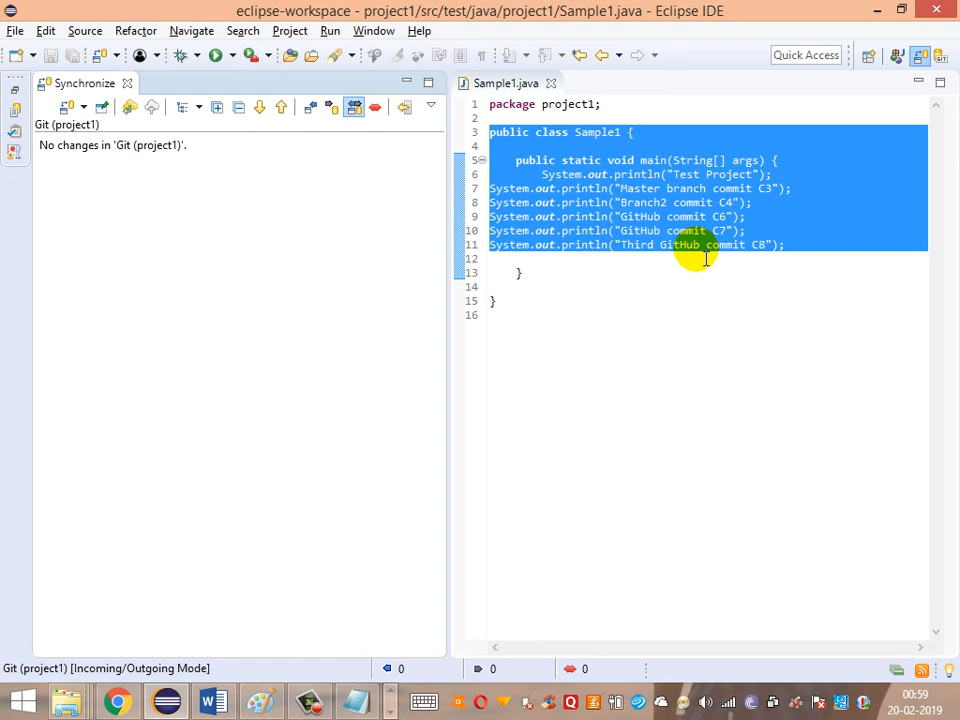 eclipse-workspace - project1/src/test/java/project1/Sample1.java - Eclipse IDE
File Edit Source Refactor Navigate Search Project Run Window Help
Quick Access
Synchronize
Git (project1)
No changes in 'Git (project1)'.
Sample1.java
1 package project1;
2
3 public class Sample1 {
4
5 public static void main(String[] args) {
6 System.out.println("Test Project");
7 System.out.println("Master branch commit C3");
8 System.out.println("Branch2 commit C4");
9 System.out.println("GitHub commit C6");
10 System.out.println("GitHub commit C7");
11 System.out.println("Third GitHub commit C8");
12
13 }
14
15 }
16
Git (project1) [Incoming/Outgoing Mode] 0 0 0
00:59
20-02-2019